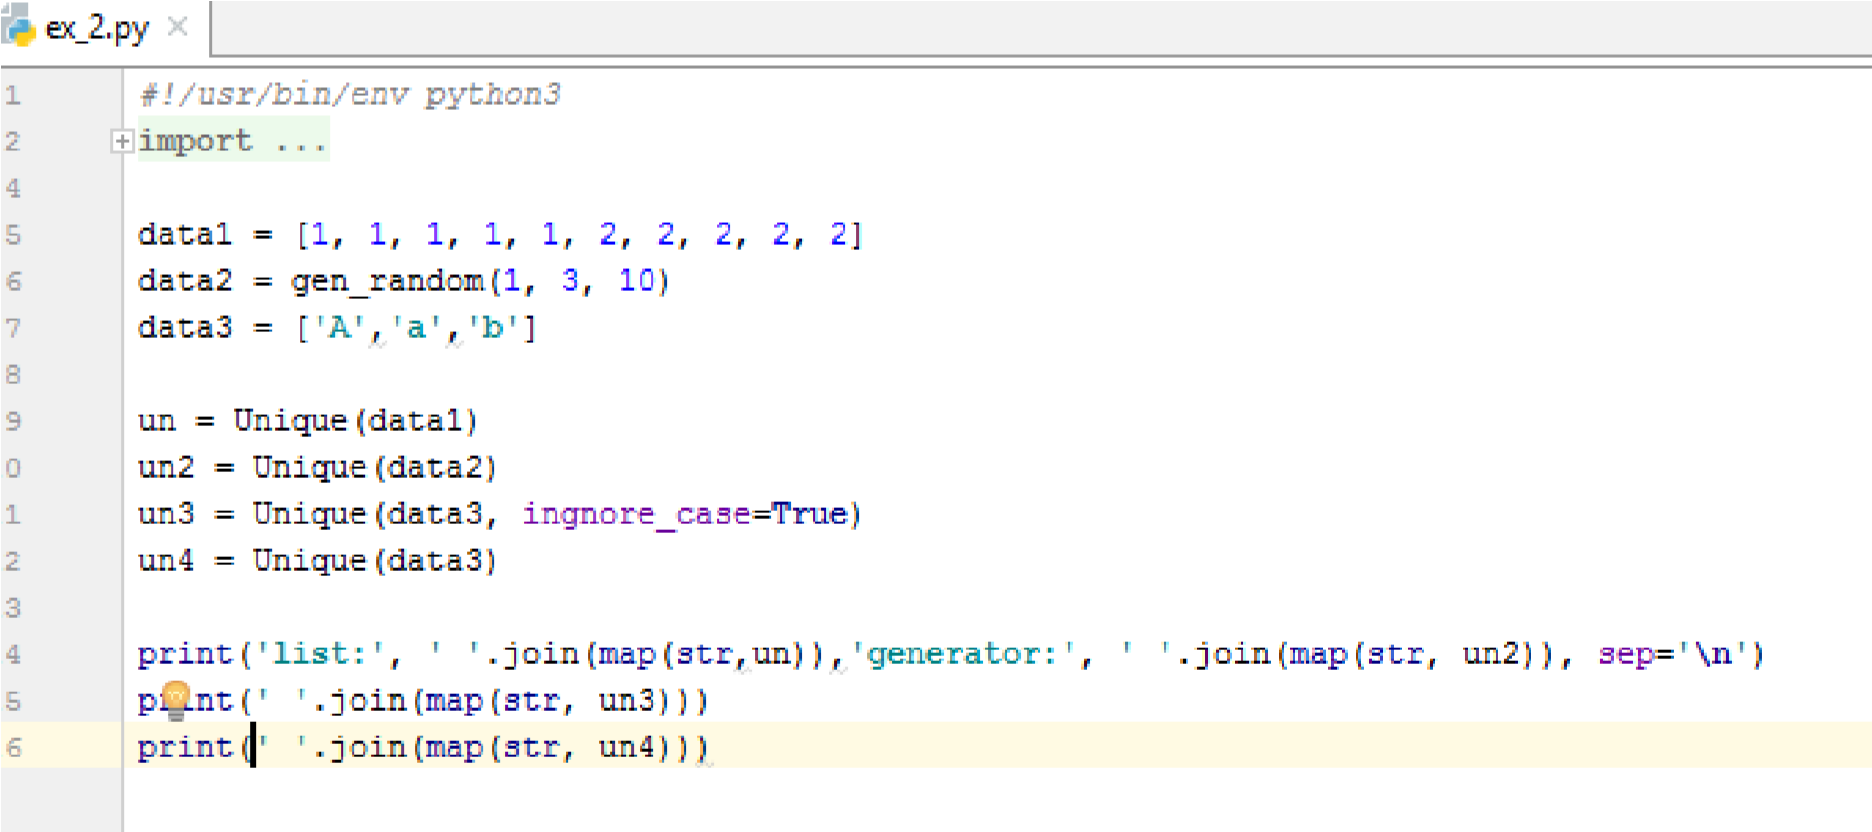 ex_2.py
1 #!/usr/bin/env python3
2 import ...
4
5 data1 = [1, 1, 1, 1, 1, 2, 2, 2, 2, 2]
6 data2 = gen_random(1, 3, 10)
7 data3 = ['A','a','b']
8
9 un = Unique(data1)
0 un2 = Unique(data2)
1 un3 = Unique(data3, ingnore_case=True)
2 un4 = Unique(data3)
3
4 print('list:', ' '.join(map(str,un)),'generator:', ' '.join(map(str, un2)), sep='\n')
5 print(' '.join(map(str, un3)))
6 print(' '.join(map(str, un4)))